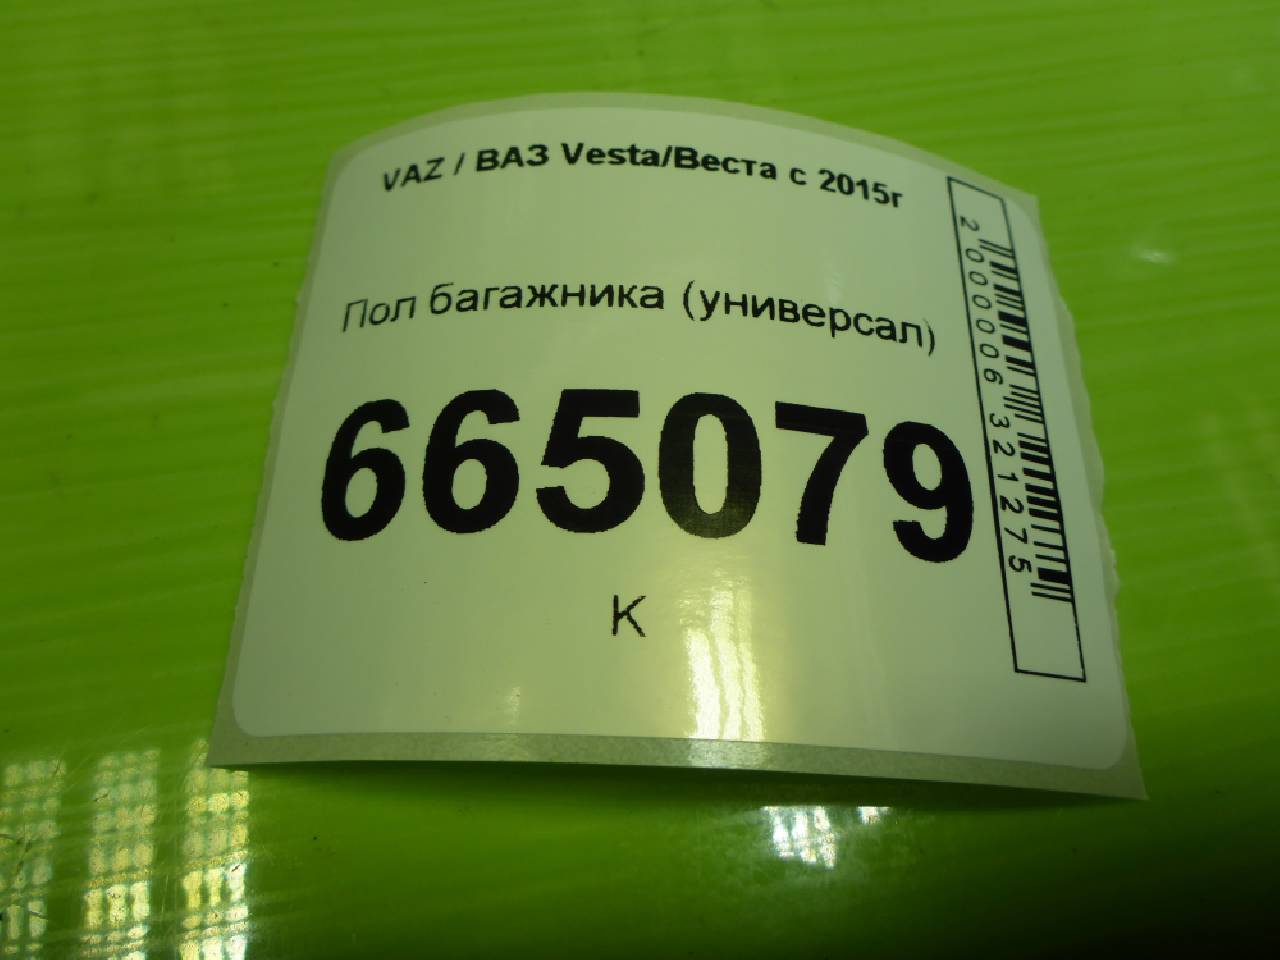 VAZ / ВАЗ Vesta/Веста с 2015г
Пол багажника (универсал)
665079
К
2000006321275